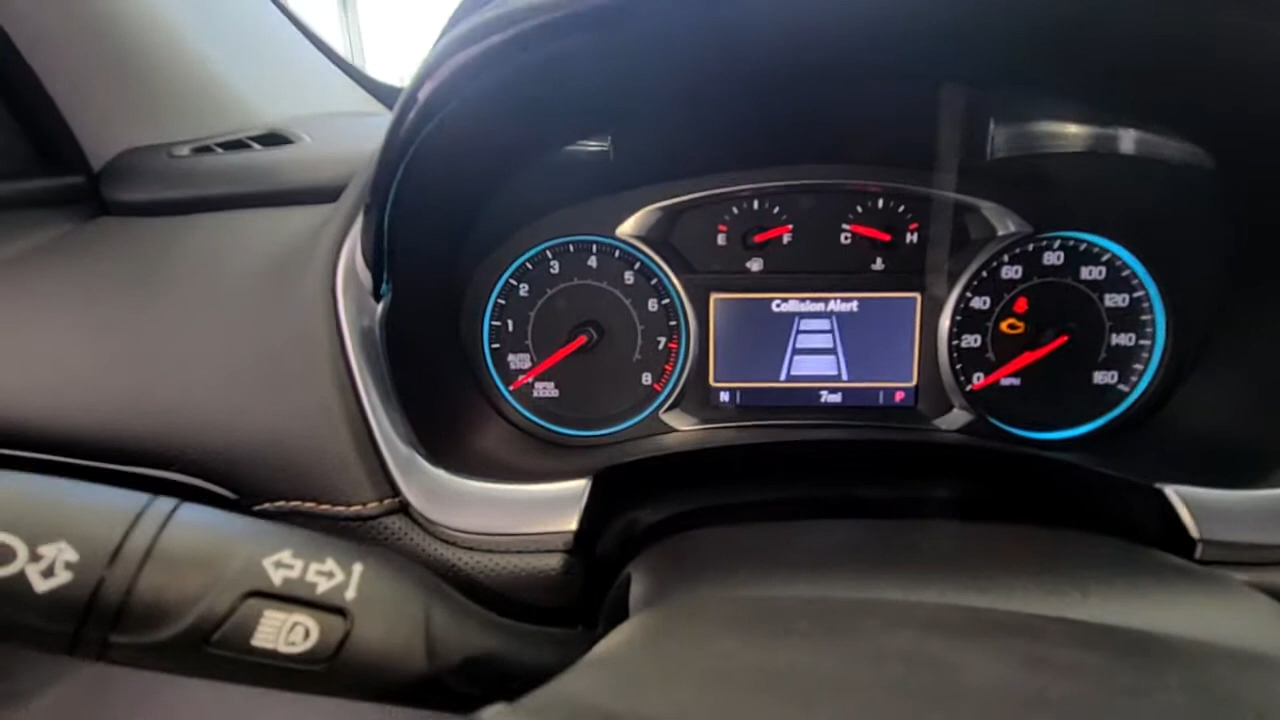 E F C H
1 2 3 4 5 6 7 8
AUTO
STOP
RPM
X1000
Collision Alert
N 7mi P
0 20 40 60 80 100 120 140 160
MPH